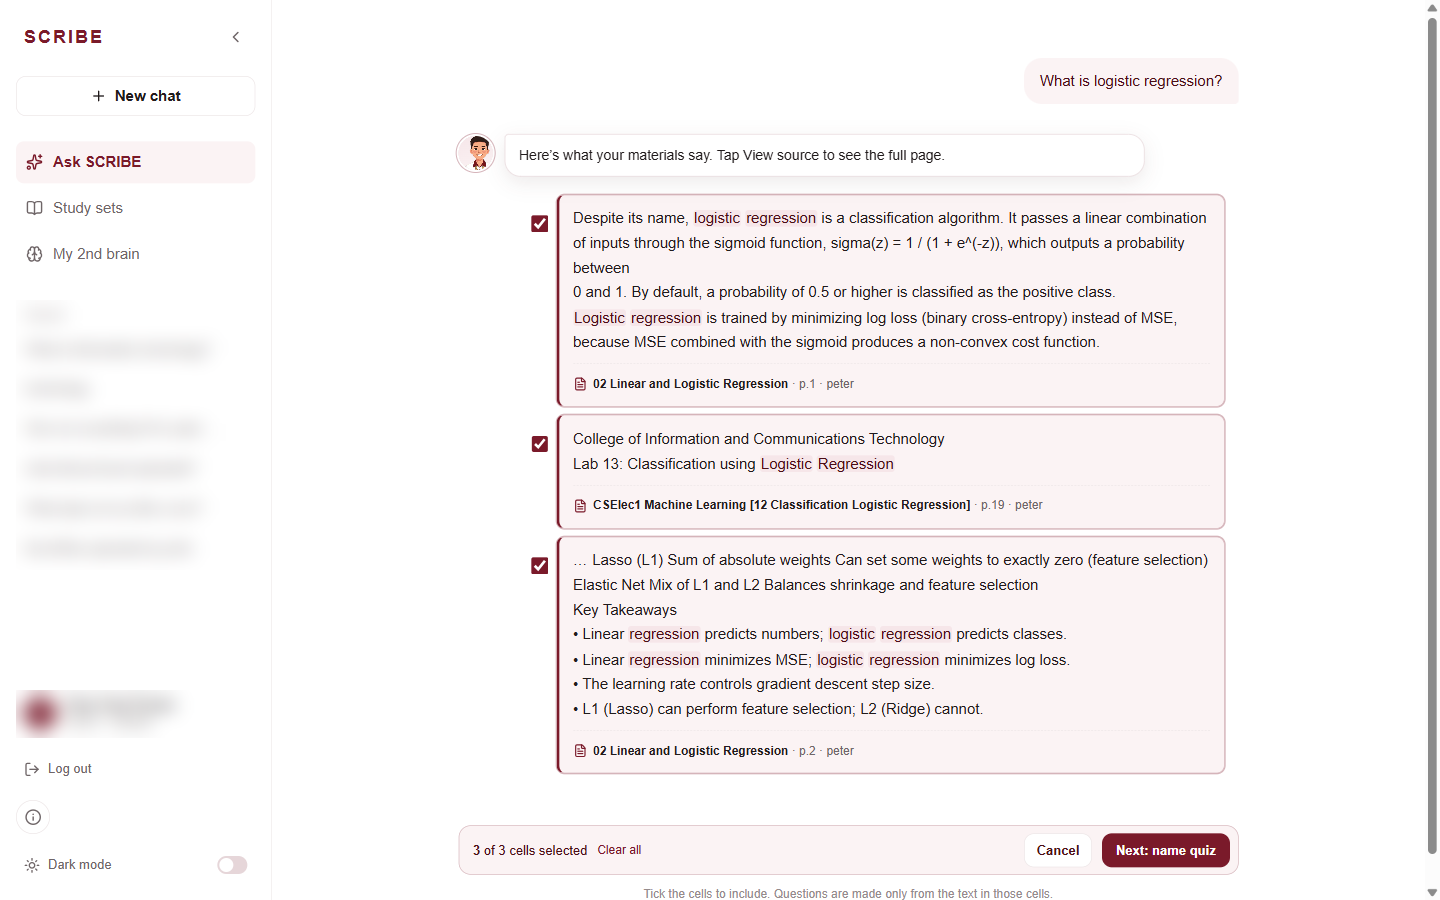 SCRIBE
New chat
Ask SCRIBE
Study sets
My 2nd brain
Log out
Dark mode
What is logistic regression?
Here's what your materials say. Tap View source to see the full page.
Despite its name, logistic regression is a classification algorithm. It passes a linear combination
of inputs through the sigmoid function, sigma(z) = 1 / (1 + e^(-z)), which outputs a probability
between
0 and 1. By default, a probability of 0.5 or higher is classified as the positive class.
Logistic regression is trained by minimizing log loss (binary cross-entropy) instead of MSE,
because MSE combined with the sigmoid produces a non-convex cost function.
02 Linear and Logistic Regression · p.1 · peter
College of Information and Communications Technology
Lab 13: Classification using Logistic Regression
CSElec1 Machine Learning [12 Classification Logistic Regression] · p.19 · peter
... Lasso (L1) Sum of absolute weights Can set some weights to exactly zero (feature selection)
Elastic Net Mix of L1 and L2 Balances shrinkage and feature selection
Key Takeaways
• Linear regression predicts numbers; logistic regression predicts classes.
• Linear regression minimizes MSE; logistic regression minimizes log loss.
• The learning rate controls gradient descent step size.
• L1 (Lasso) can perform feature selection; L2 (Ridge) cannot.
02 Linear and Logistic Regression · p.2 · peter
3 of 3 cells selected Clear all
Cancel
Next: name quiz
Tick the cells to include. Questions are made only from the text in those cells.